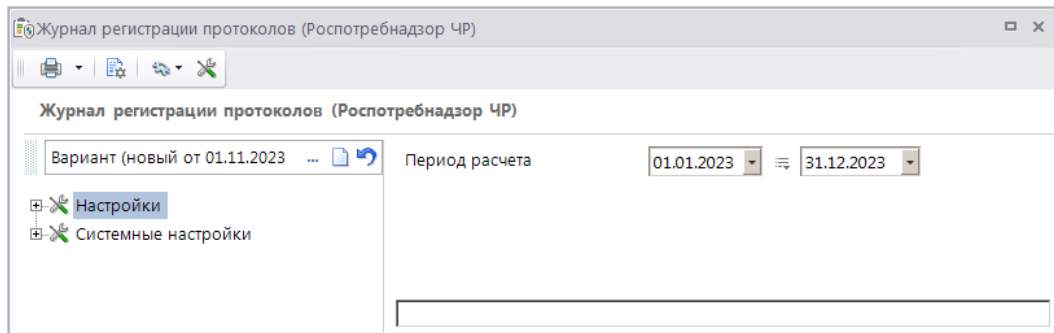 Журнал регистрации протоколов (Роспотребнадзор ЧР)
Журнал регистрации протоколов (Роспотребнадзор ЧР)
Вариант (новый от 01.11.2023 ...
Период расчета 01.01.2023 31.12.2023
Настройки
Системные настройки